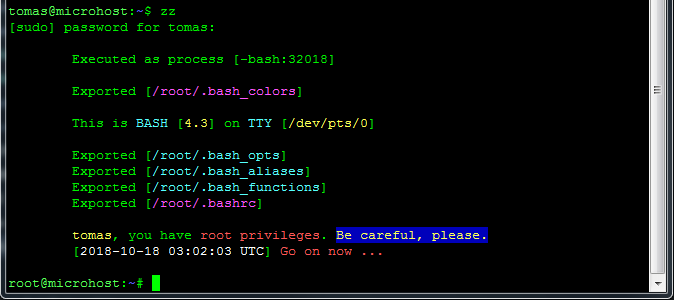 tomas@microhost:~$ zz
[sudo] password for tomas:
Executed as process [-bash:32018]
Exported [/root/.bash_colors]
This is BASH [4.3] on TTY [/dev/pts/0]
Exported [/root/.bash_opts]
Exported [/root/.bash_aliases]
Exported [/root/.bash_functions]
Exported [/root/.bashrc]
tomas, you have root privileges. Be careful, please.
[2018-10-18 03:02:03 UTC] Go on now ...
root@microhost:~#